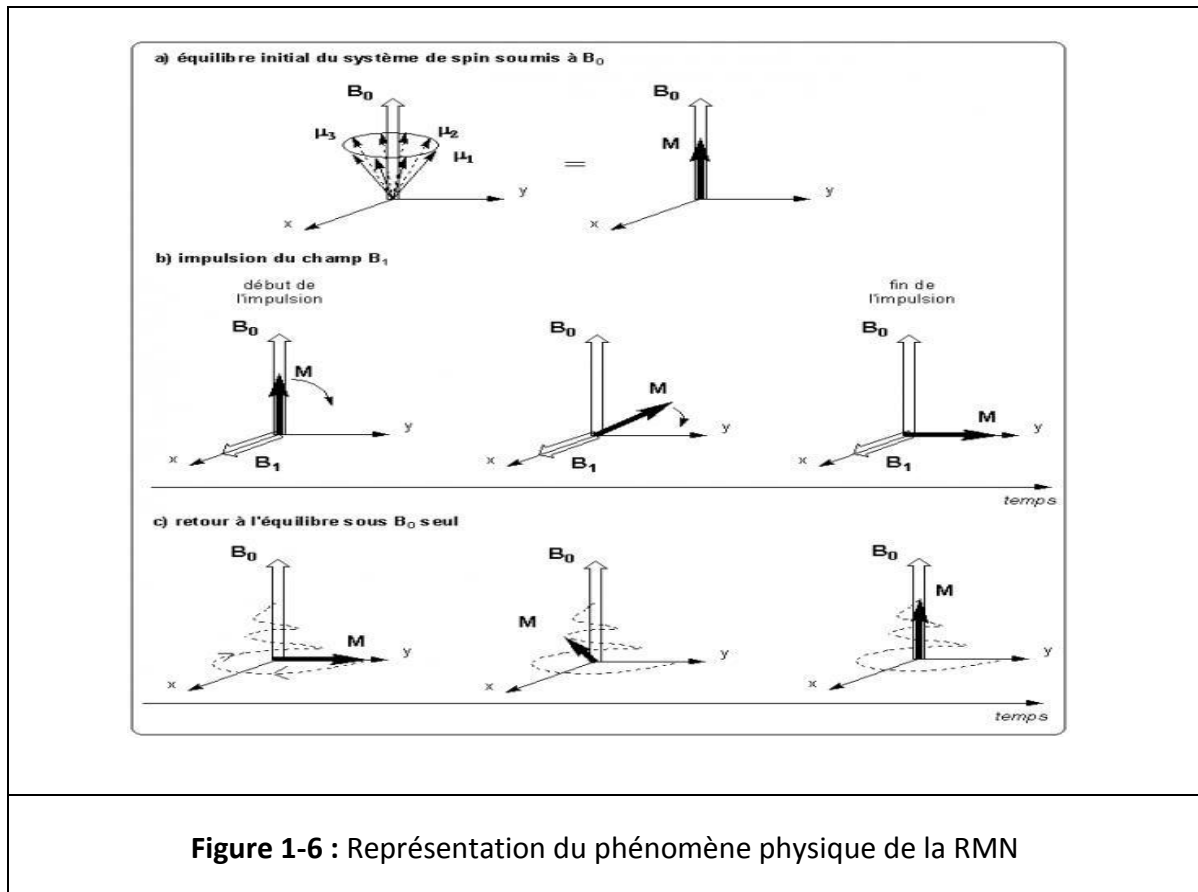 a) équilibre initial du système de spin soumis à B₀
B₀ B₀
μ₃ μ₂ M
μ₁ =
y y
x x
b) impulsion du champ B₁
début de fin de
l'impulsion l'impulsion
B₀ B₀ B₀
M M M
y y y
x B₁ x B₁ x B₁
temps
c) retour à l'équilibre sous B₀ seul
B₀ B₀ B₀
M M M
y y y
x x x
temps
Figure 1-6 : Représentation du phénomène physique de la RMN